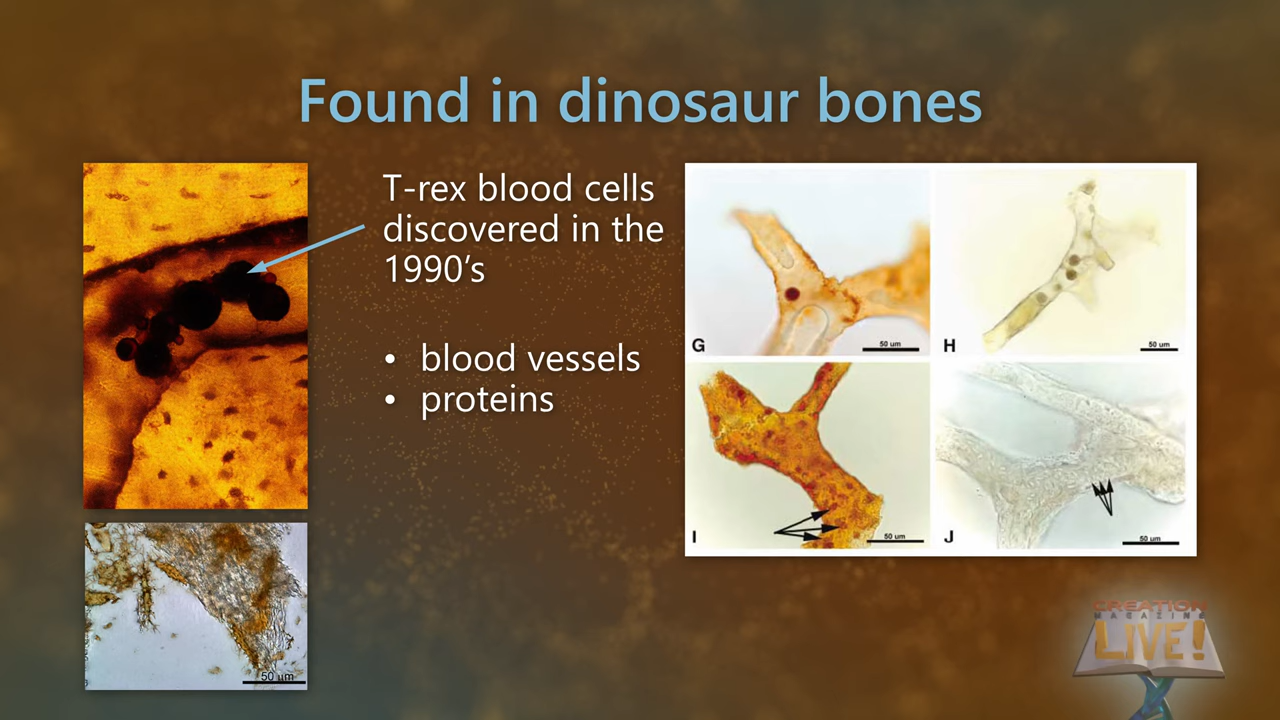 Found in dinosaur bones
T-rex blood cells
discovered in the
1990's
• blood vessels
• proteins
G
50 um
H
50 um
I
50 um
J
50 um
50 um
CREATION
MAGAZINE
LIVE!